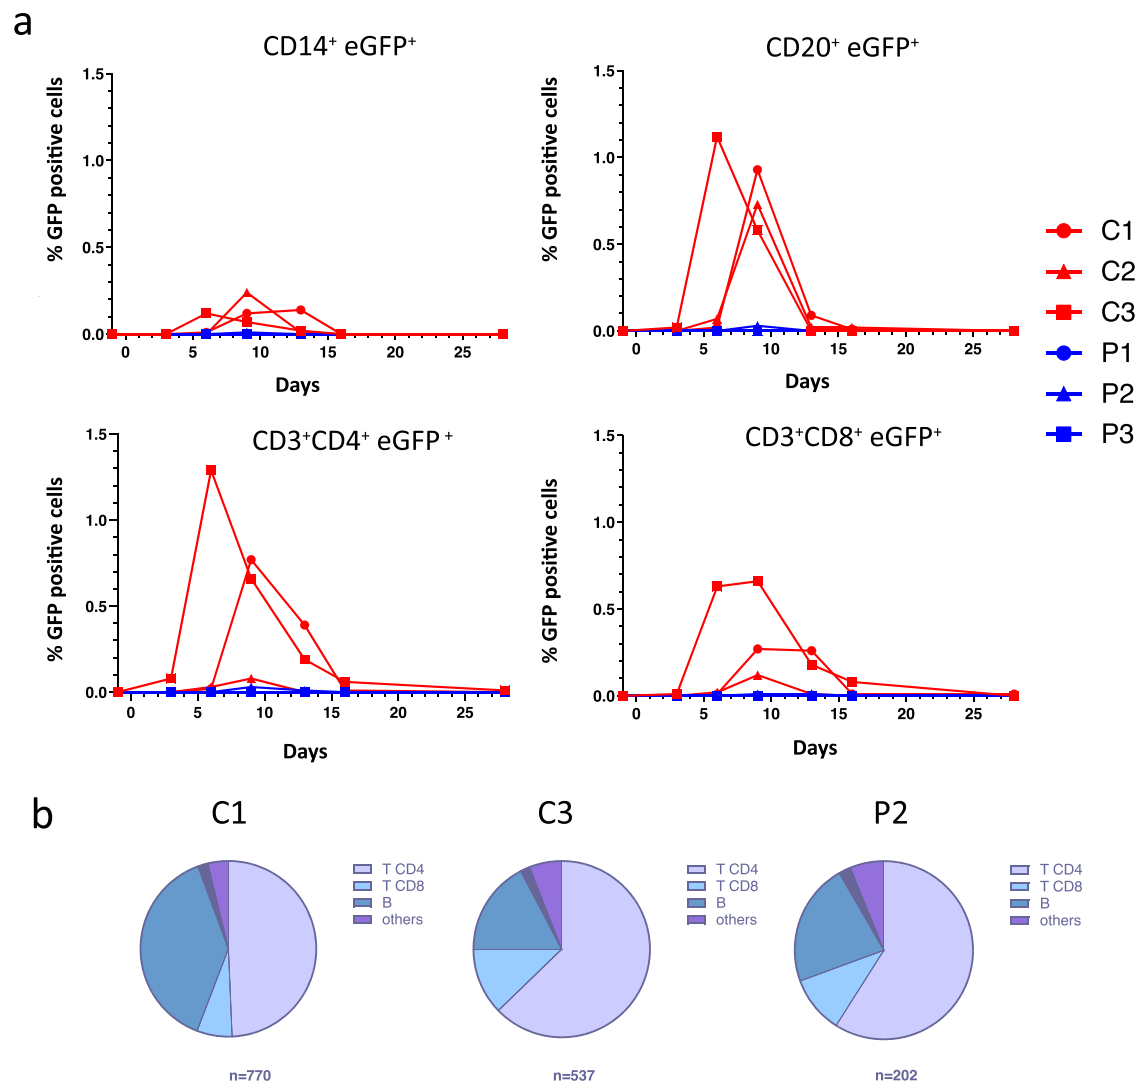 a
CD14⁺ eGFP⁺
1.5
1.0
0.5
0.0
% GFP positive cells
0 5 10 15 20 25
Days
CD20⁺ eGFP⁺
1.5
1.0
0.5
0.0
% GFP positive cells
0 5 10 15 20 25
Days
C1
C2
C3
P1
P2
P3
CD3⁺CD4⁺ eGFP ⁺
1.5
1.0
0.5
0.0
% GFP positive cells
0 5 10 15 20 25
Days
CD3⁺CD8⁺ eGFP⁺
1.5
1.0
0.5
0.0
% GFP positive cells
0 5 10 15 20 25
Days
b
C1
T CD4
T CD8
B
others
n=770
C3
T CD4
T CD8
B
others
n=537
P2
T CD4
T CD8
B
others
n=202